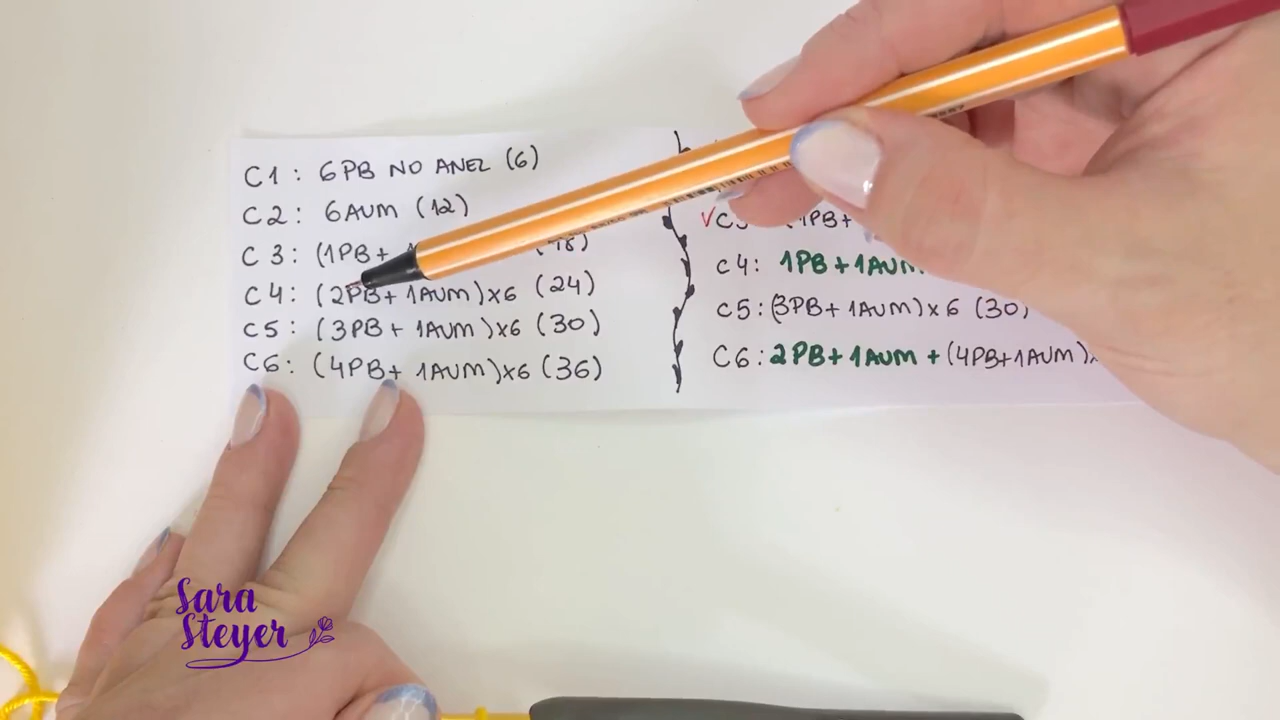 C1: 6PB NO ANEL (6)
C2: 6AUM (12)
C3: (1PB+ (18)
C4: (2PB+ 1AUM)x6 (24)
C5: (3PB+ 1AUM)x6 (30)
C6: (4PB+ 1AUM)x6 (36)
(1PB+
C4: 1PB+1AUM
C5: (3PB+1AUM)x6 (30)
C6: 2PB+1AUM + (4PB+1AUM)
Sara
Steyer